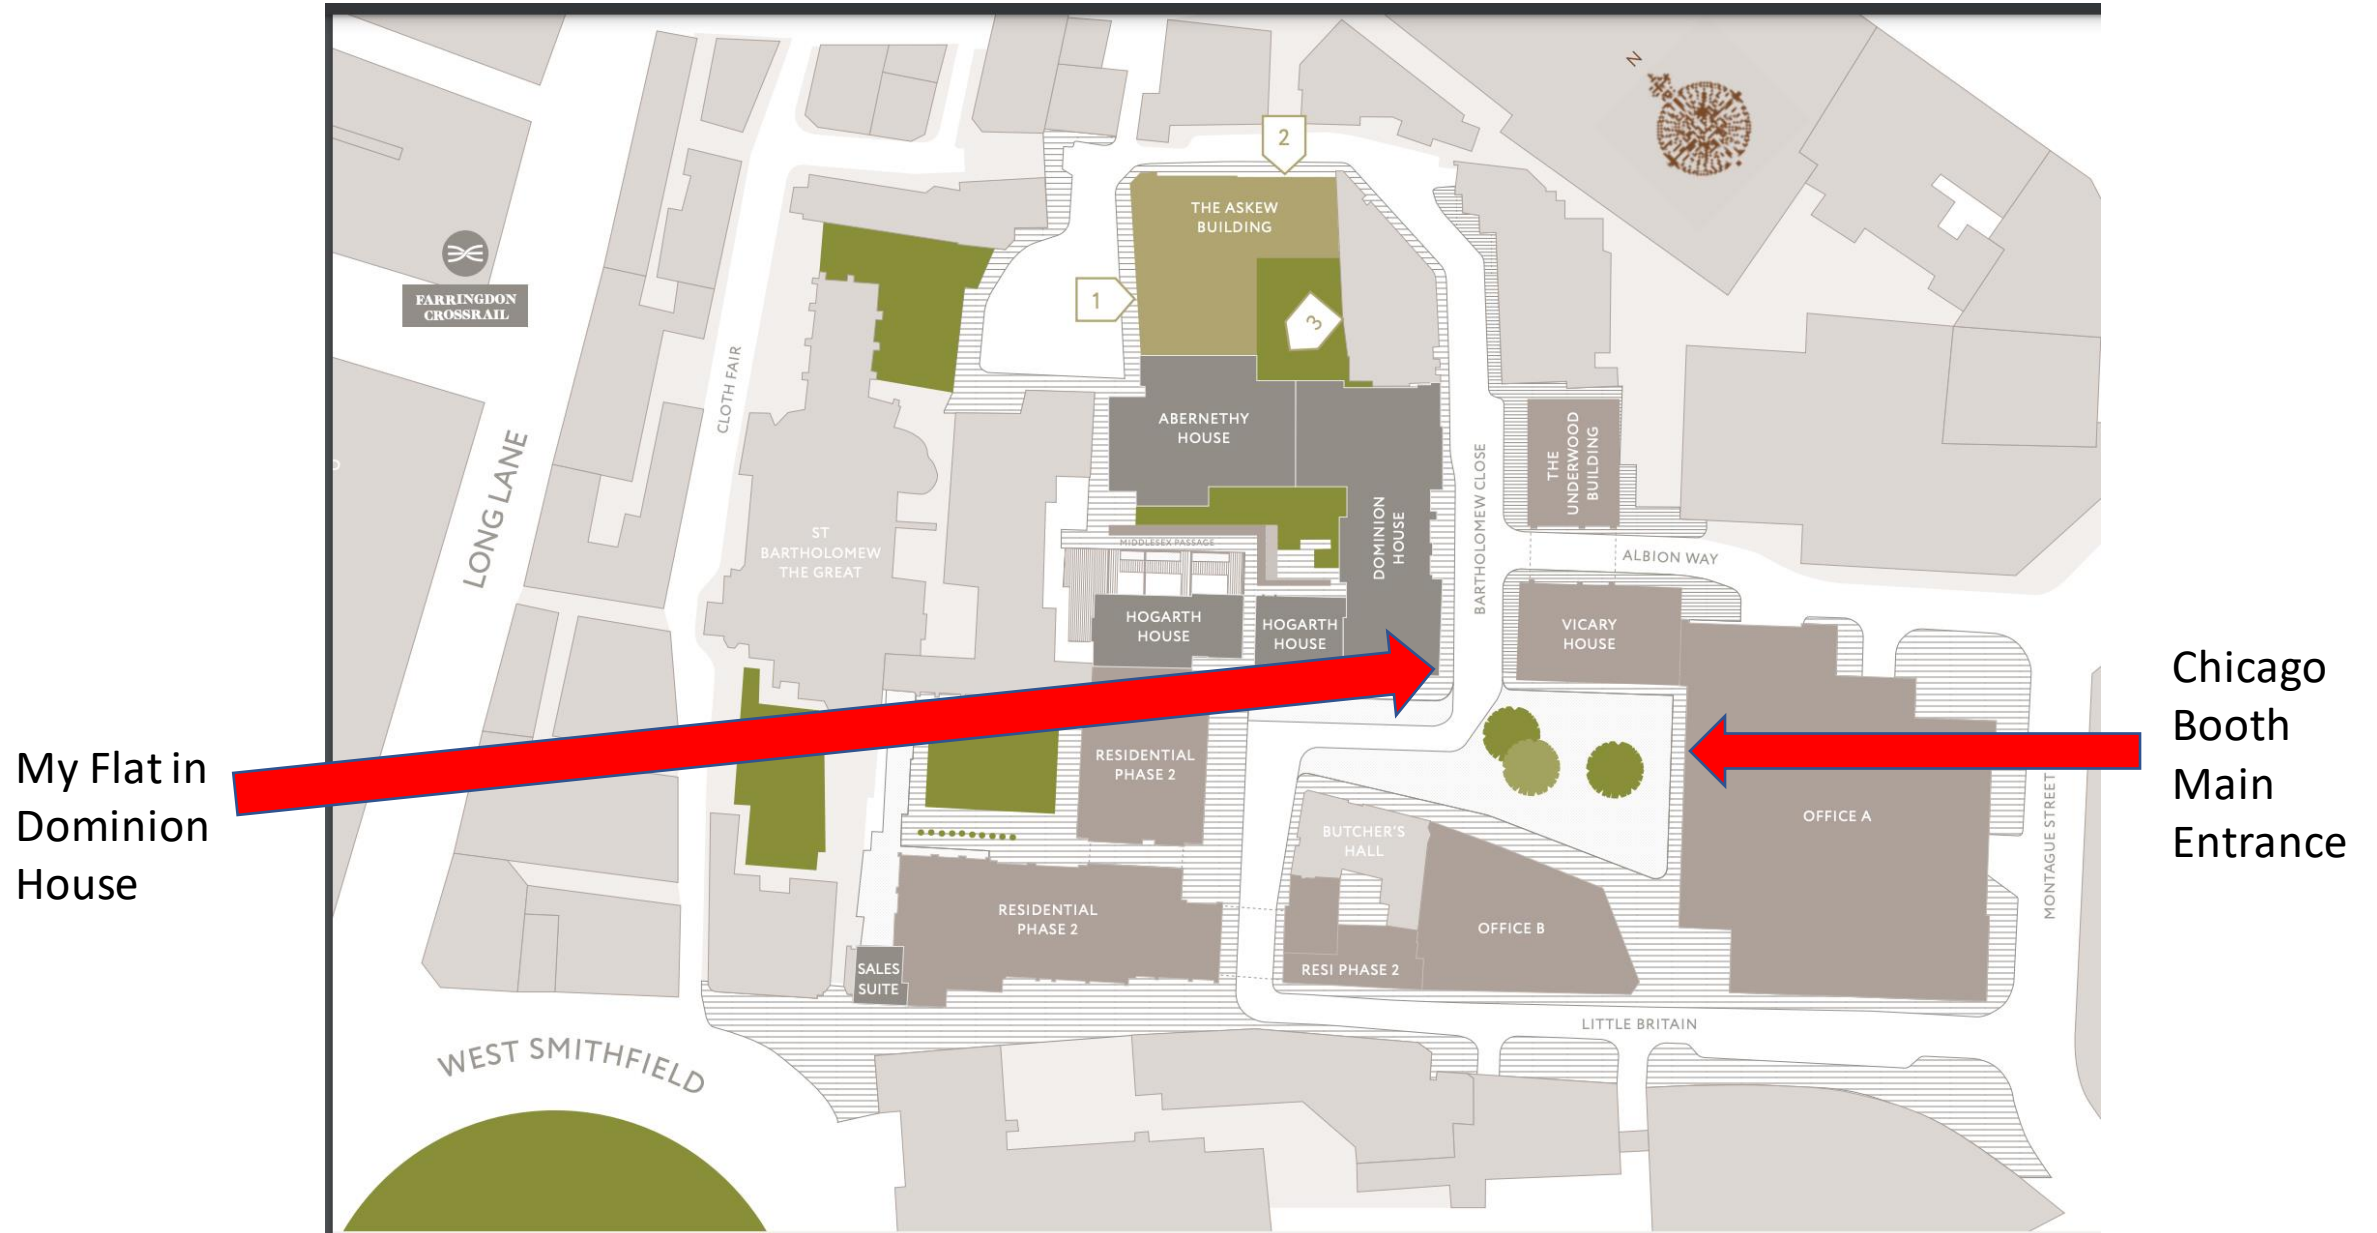 N
2
THE ASKEW
BUILDING
1
3
FARRINGDON
CROSSRAIL
CLOTH FAIR
LONG LANE
ABERNETHY
HOUSE
ST
BARTHOLOMEW
THE GREAT
MIDDLESEX PASSAGE
DOMINION
HOUSE
BARTHOLOMEW CLOSE
THE
UNDERWOOD
BUILDING
ALBION WAY
HOGARTH
HOUSE
HOGARTH
HOUSE
VICARY
HOUSE
My Flat in
Dominion
House
Chicago
Booth
Main
Entrance
RESIDENTIAL
PHASE 2
OFFICE A
MONTAGUE STREET
BUTCHER'S
HALL
RESIDENTIAL
PHASE 2
OFFICE B
SALES
SUITE
RESI PHASE 2
LITTLE BRITAIN
WEST SMITHFIELD